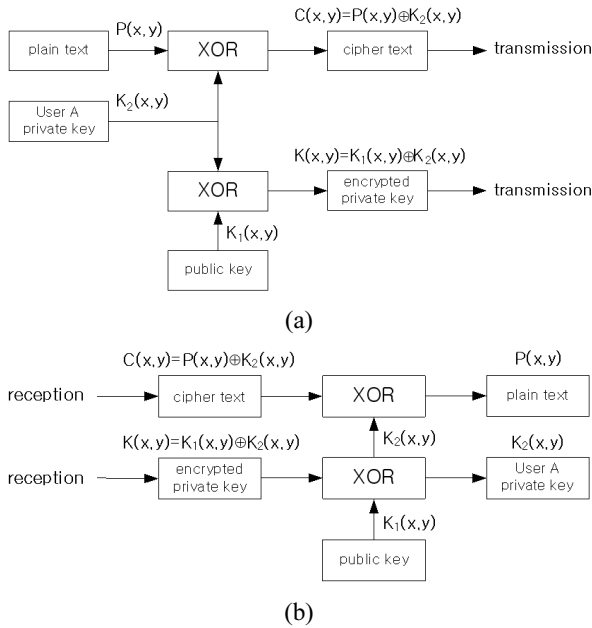 P(x,y)
C(x,y)=P(x,y)⊕K₂(x,y)
plain text
XOR
cipher text
transmission
User A
private key
K₂(x,y)
K(x,y)=K₁(x,y)⊕K₂(x,y)
XOR
encrypted
private key
transmission
K₁(x,y)
public key
(a)
C(x,y)=P(x,y)⊕K₂(x,y)
P(x,y)
reception
cipher text
XOR
plain text
K₂(x,y)
K(x,y)=K₁(x,y)⊕K₂(x,y)
K₂(x,y)
reception
encrypted
private key
XOR
User A
private key
K₁(x,y)
public key
(b)